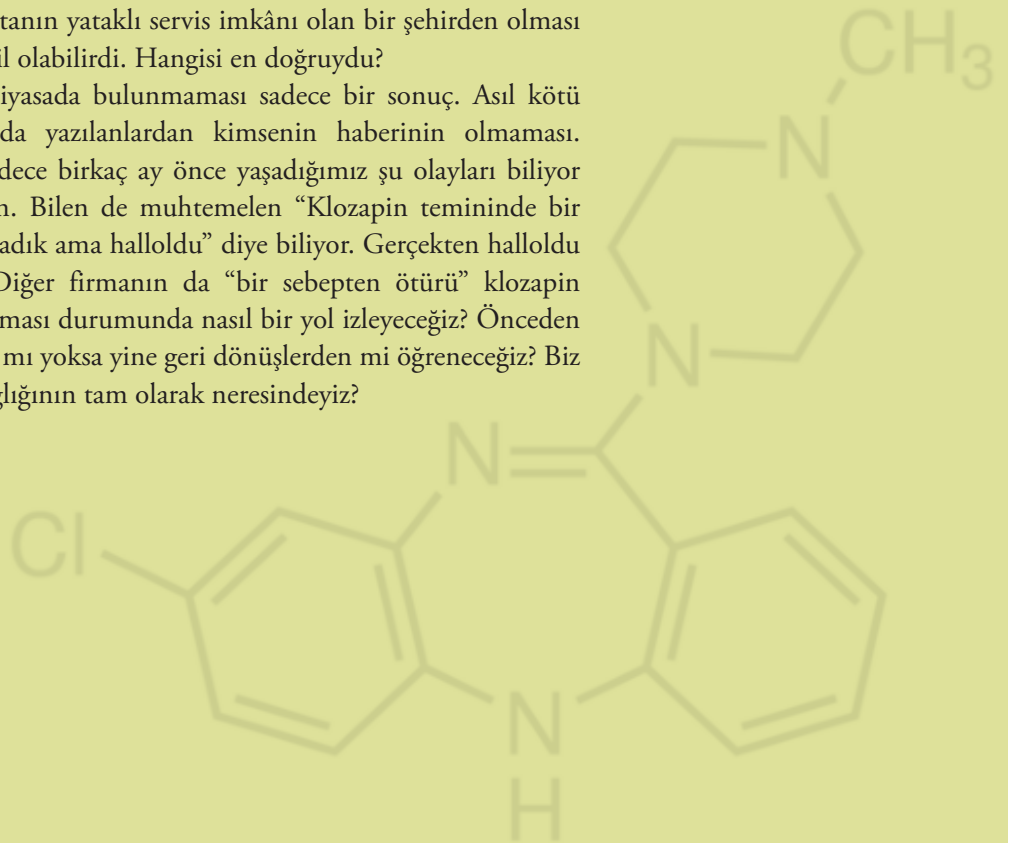 tanın yataklı servis imkânı olan bir şehirden olması
il olabilirdi. Hangisi en doğruydu?
iyasada bulunmaması sadece bir sonuç. Asıl kötü
da yazılanlardan kimsenin haberinin olmaması.
dece birkaç ay önce yaşadığımız şu olayları biliyor
n. Bilen de muhtemelen “Klozapin temininde bir
adık ama halloldu” diye biliyor. Gerçekten halloldu
Diğer firmanın da “bir sebepten ötürü” klozapin
ması durumunda nasıl bir yol izleyeceğiz? Önceden
mı yoksa yine geri dönüşlerden mi öğreneceğiz? Biz
ğlığının tam olarak neresindeyiz?
CH3
N
N
N
Cl
N
H